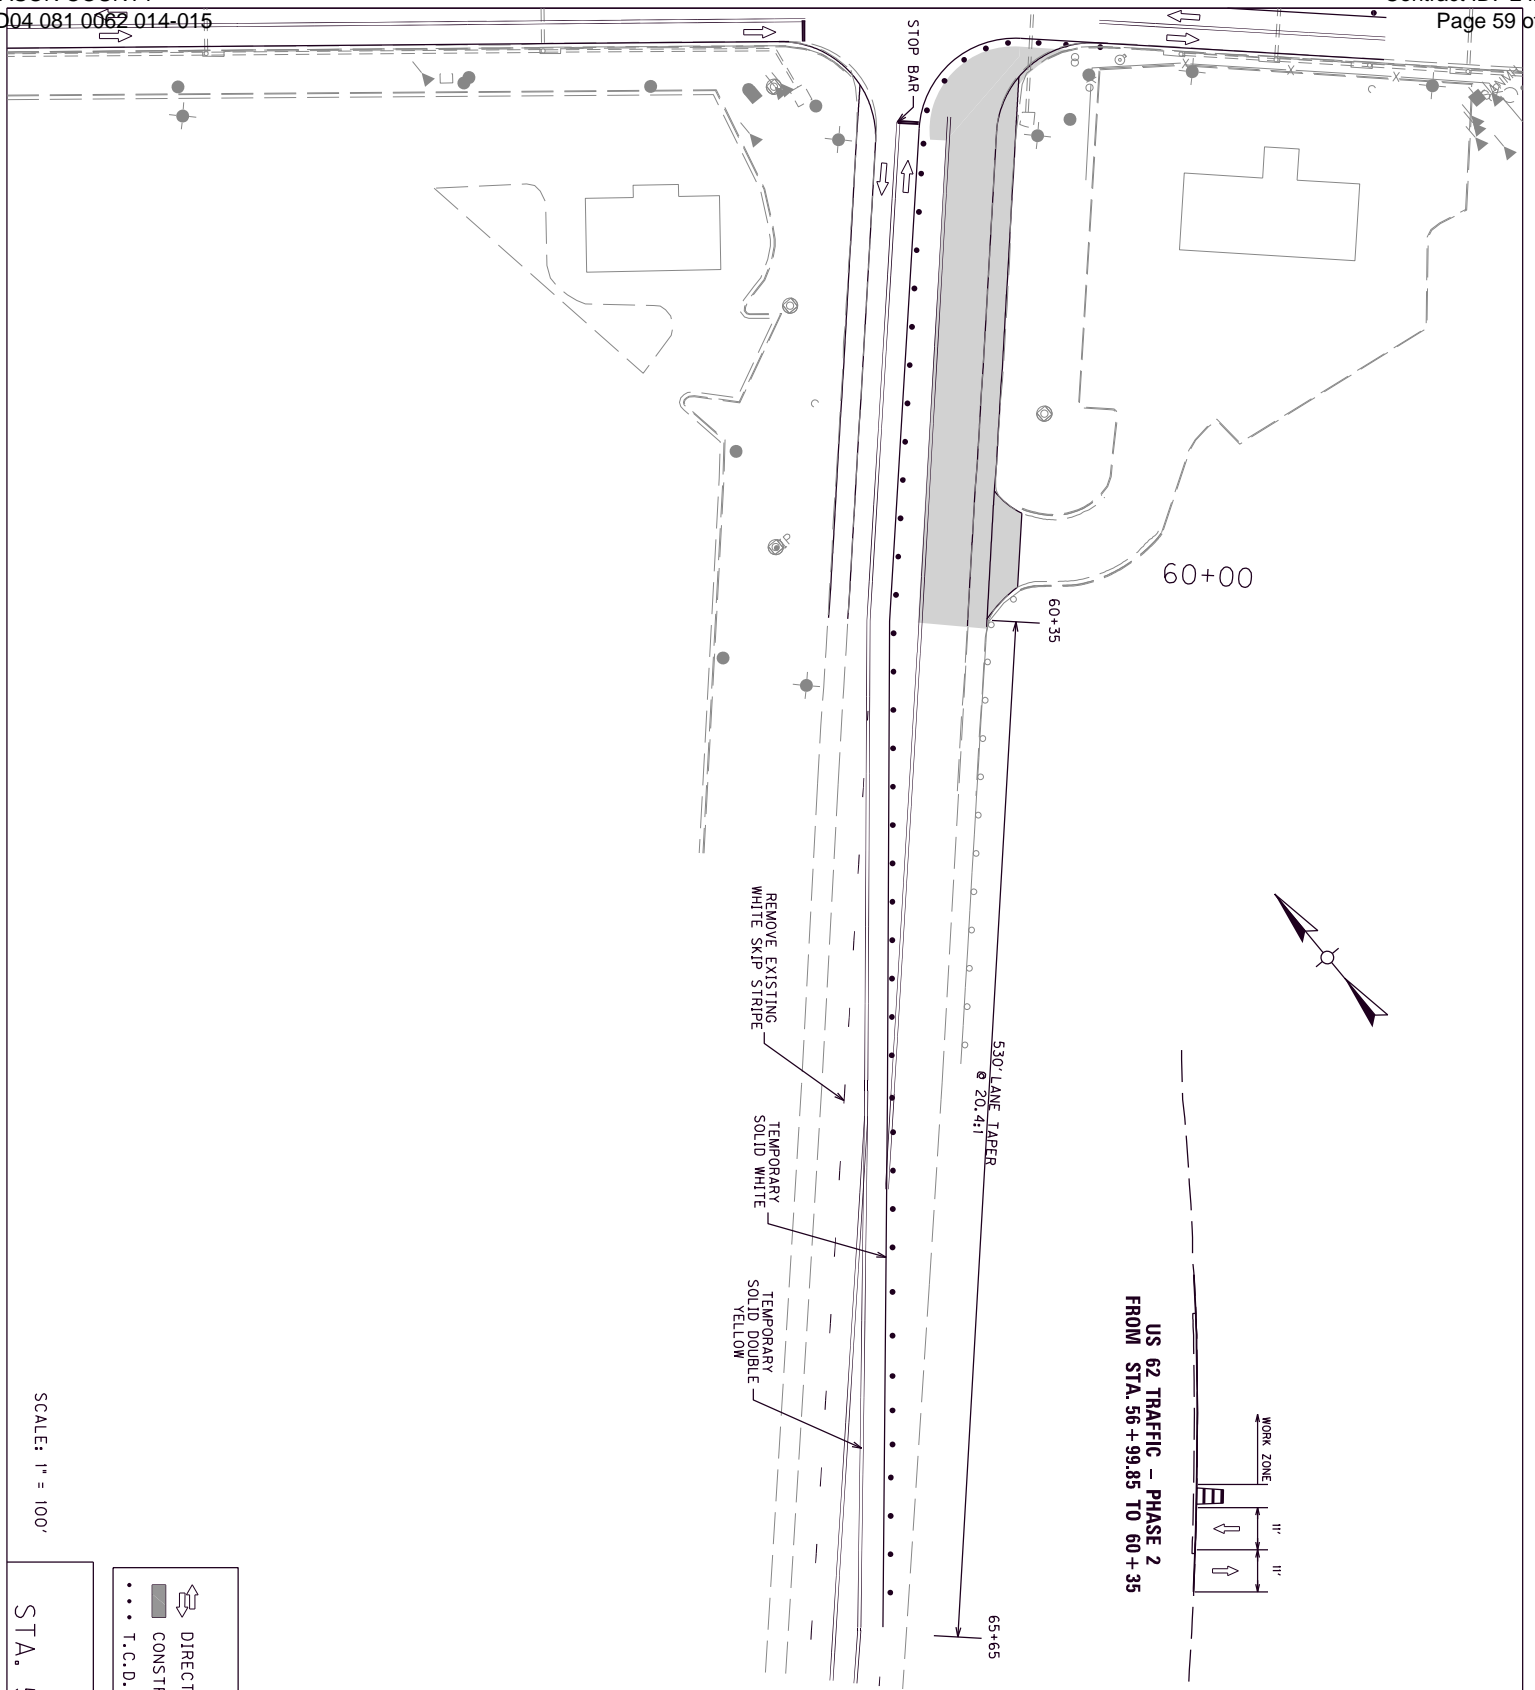 D04 081 0062 014-015
Page 59 of
STOP BAR
60+00
60+35
530' LANE TAPER
@ 20.4:1
REMOVE EXISTING
WHITE SKIP STRIPE
TEMPORARY
SOLID WHITE
TEMPORARY
SOLID DOUBLE
YELLOW
US 62 TRAFFIC - PHASE 2
FROM STA. 56+99.85 TO 60+35
WORK ZONE
11'
11'
65+65
SCALE: 1" = 100'
DIRECT
CONSTR
T.C.D.
STA.